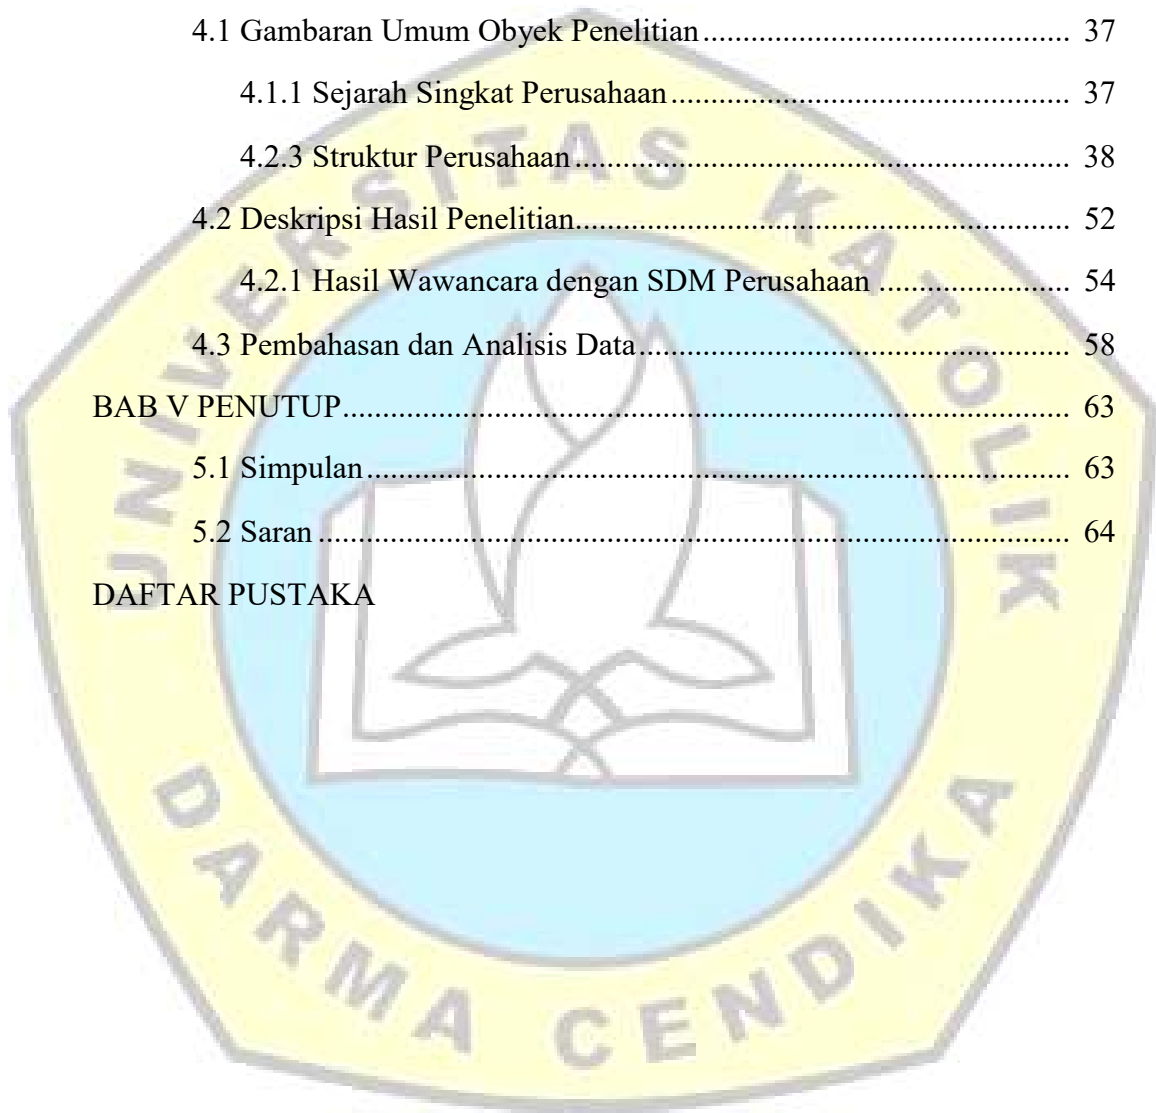 4.1 Gambaran Umum Obyek Penelitian ............................................. 37
4.1.1 Sejarah Singkat Perusahaan ................................................. 37
4.2.3 Struktur Perusahaan ............................................................. 38
4.2 Deskripsi Hasil Penelitian ............................................................. 52
4.2.1 Hasil Wawancara dengan SDM Perusahaan ........................ 54
4.3 Pembahasan dan Analisis Data ..................................................... 58
BAB V PENUTUP ......................................................................................... 63
5.1 Simpulan ...................................................................................... 63
5.2 Saran ............................................................................................ 64
DAFTAR PUSTAKA
UNIVERSITAS KATOLIK
DARMA CENDIKA